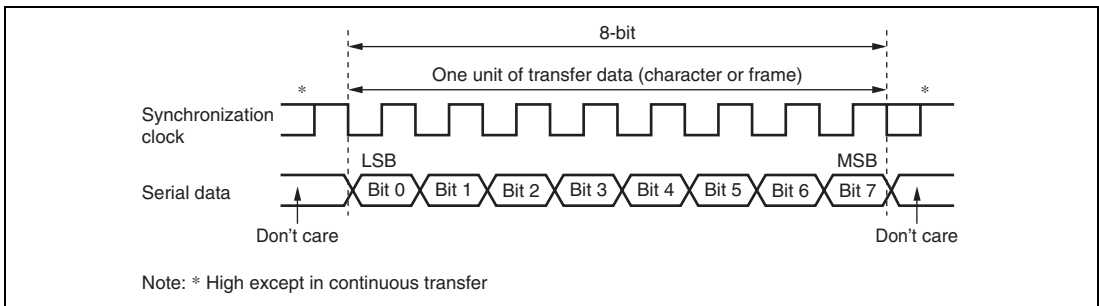 8-bit
One unit of transfer data (character or frame)
* *
Synchronization
clock
LSB MSB
Serial data Bit 0 Bit 1 Bit 2 Bit 3 Bit 4 Bit 5 Bit 6 Bit 7
Don't care Don't care
Note: * High except in continuous transfer